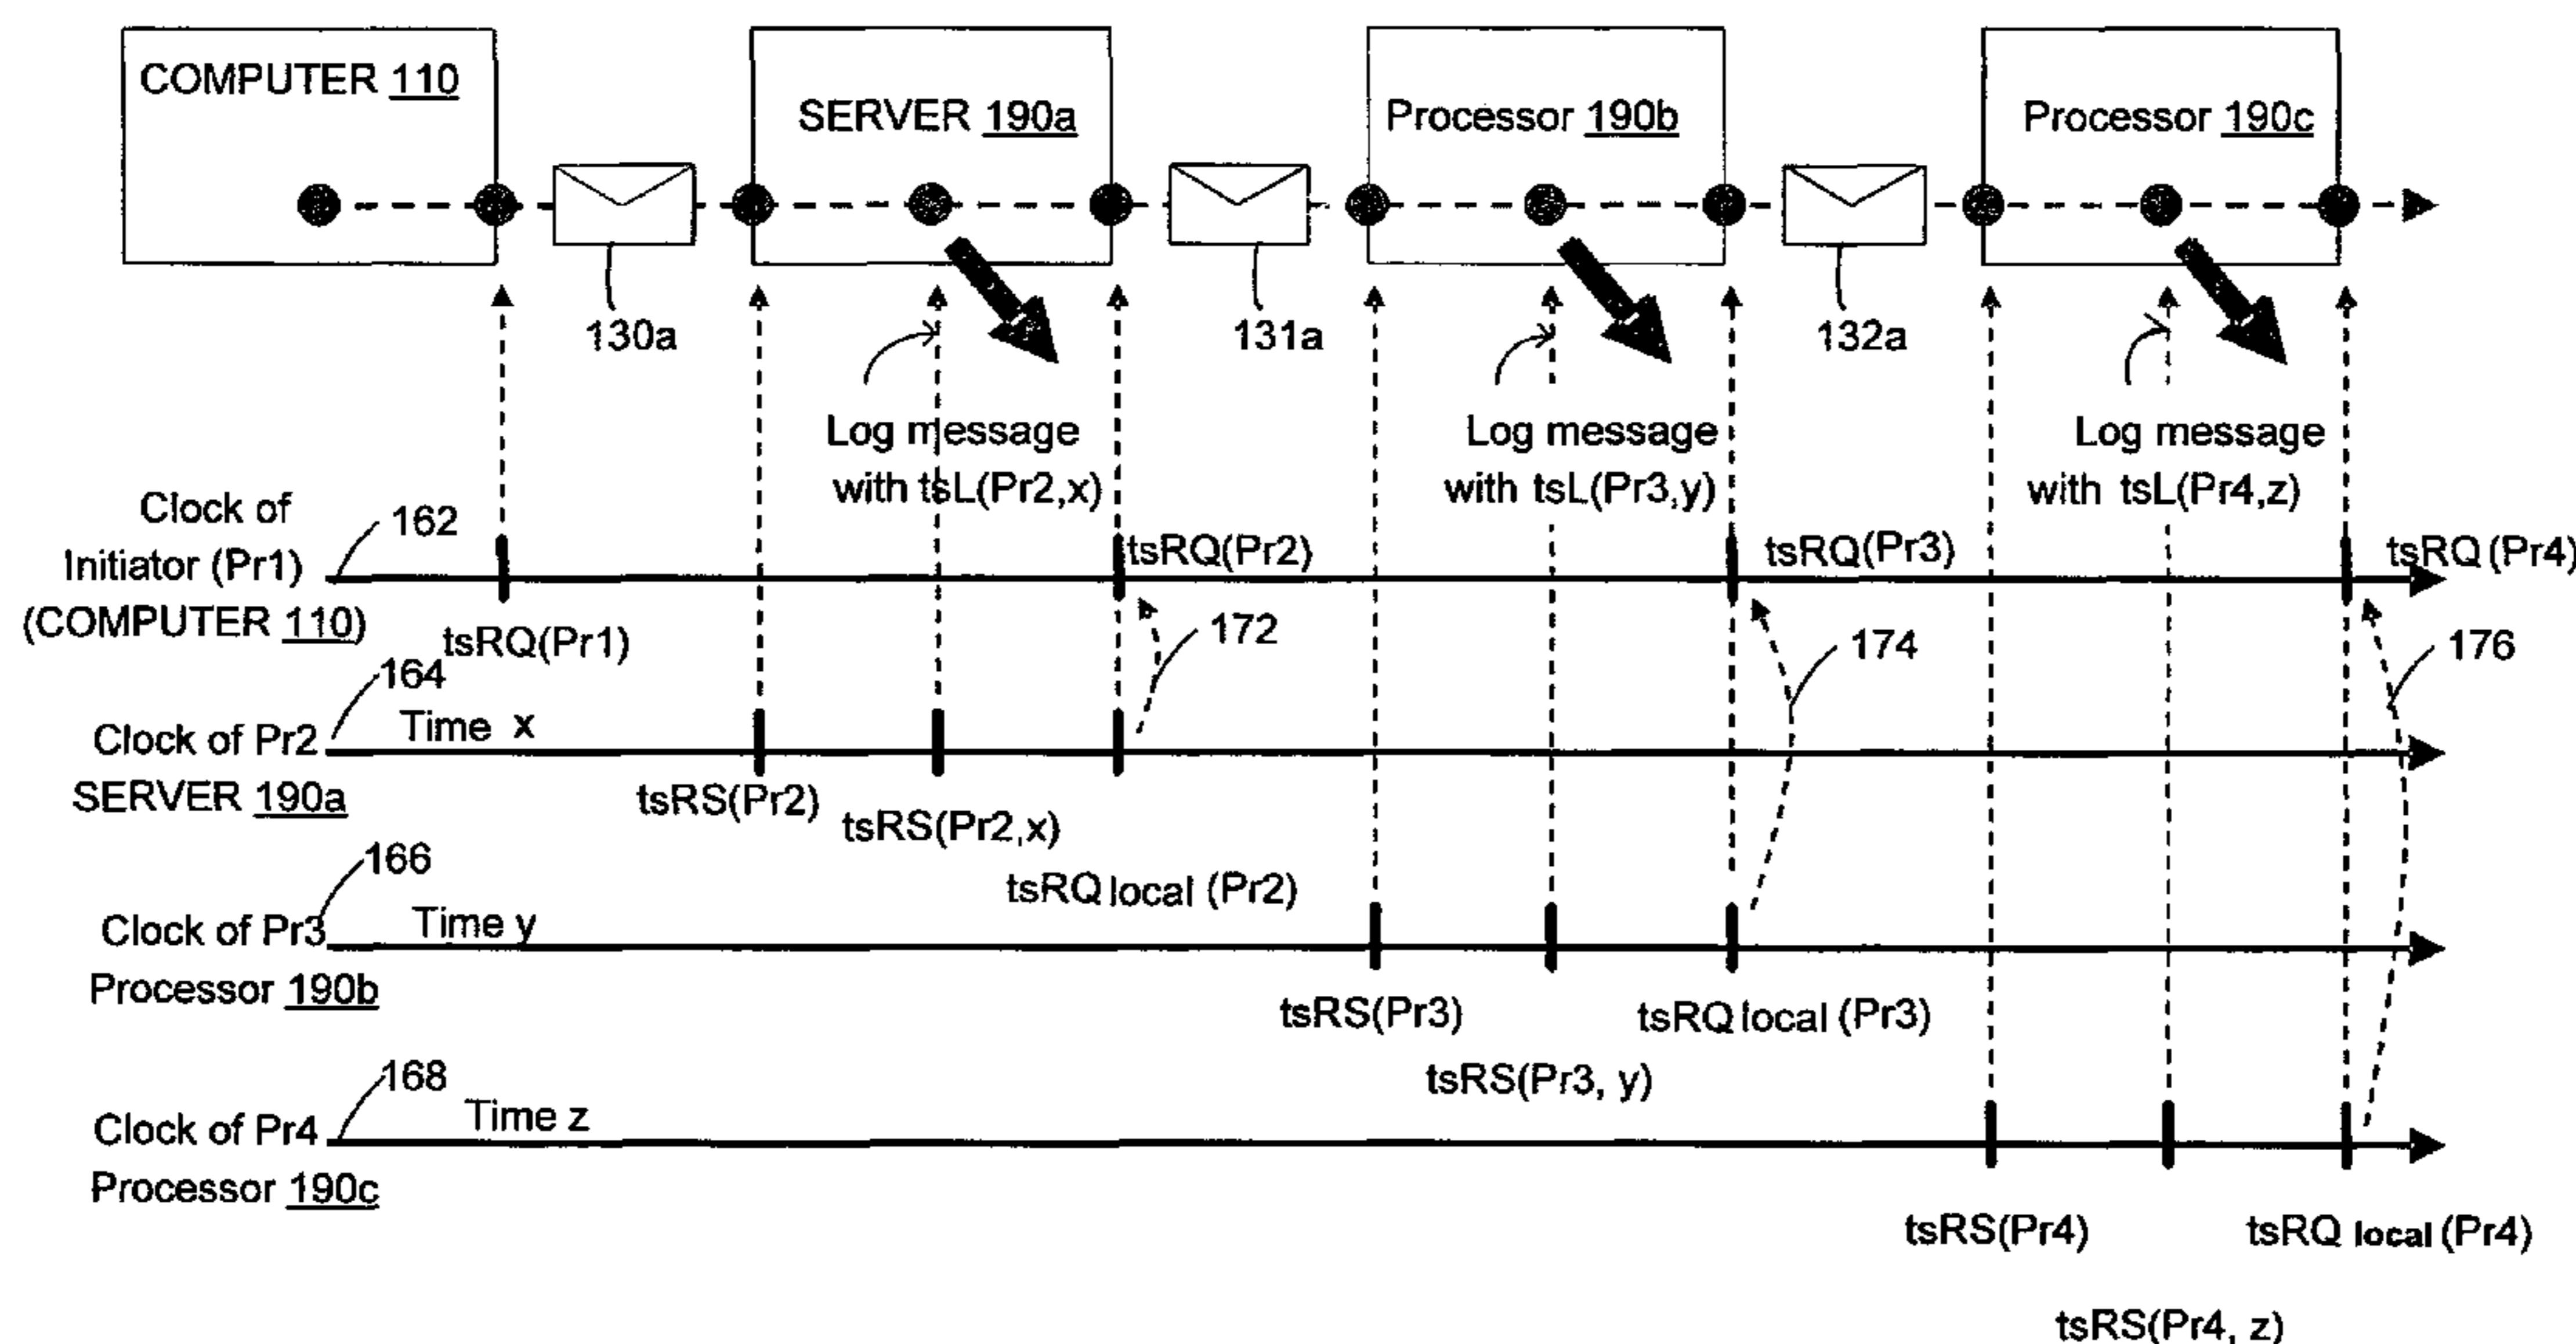 COMPUTER 110
SERVER 190a
Processor 190b
Processor 190c
130a
131a
132a
Log message
with tsL(Pr2,x)
Log message
with tsL(Pr3,y)
Log message
with tsL(Pr4,z)
Clock of
Initiator (Pr1)
(COMPUTER 110)
162
tsRQ(Pr1)
tsRQ(Pr2)
tsRQ(Pr3)
tsRQ (Pr4)
172
174
176
164
Clock of Pr2
SERVER 190a
Time x
tsRS(Pr2)
tsRS(Pr2,x)
tsRQ local (Pr2)
166
Clock of Pr3
Processor 190b
Time y
tsRS(Pr3)
tsRQ local (Pr3)
tsRS(Pr3, y)
168
Clock of Pr4
Processor 190c
Time z
tsRS(Pr4)
tsRQ local (Pr4)
tsRS(Pr4, z)